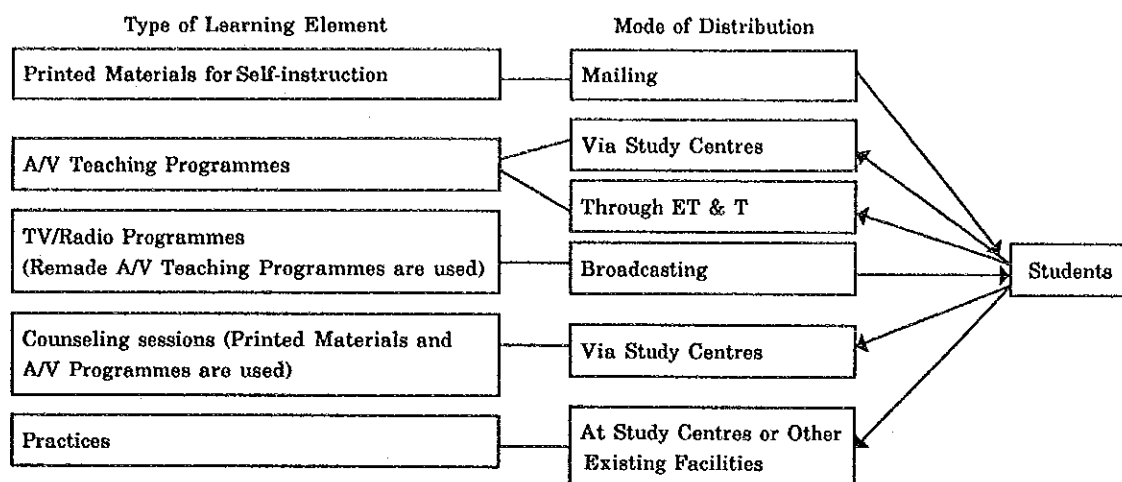 Type of Learning Element
Mode of Distribution
Printed Materials for Self-instruction
Mailing
A/V Teaching Programmes
Via Study Centres
Through ET & T
TV/Radio Programmes
(Remade A/V Teaching Programmes are used)
Broadcasting
Students
Counseling sessions (Printed Materials and
A/V Programmes are used)
Via Study Centres
Practices
At Study Centres or Other
Existing Facilities